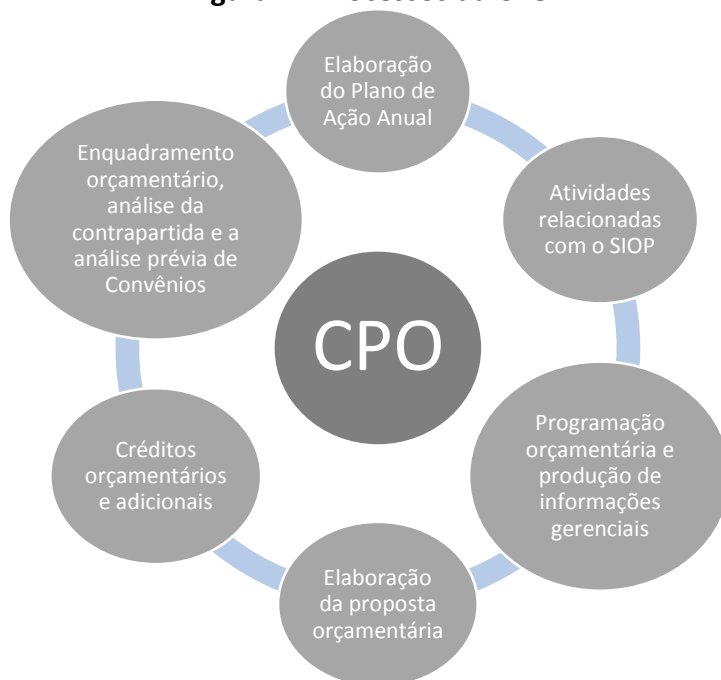 Elaboração
do Plano de
Ação Anual
Atividades
relacionadas
com o SIOP
Programação
orçamentária e
produção de
informações
gerenciais
Elaboração
da proposta
orçamentária
Créditos
orçamentários
e adicionais
Enquadramento
orçamentário,
análise da
contrapartida e a
análise prévia de
Convênios
CPO